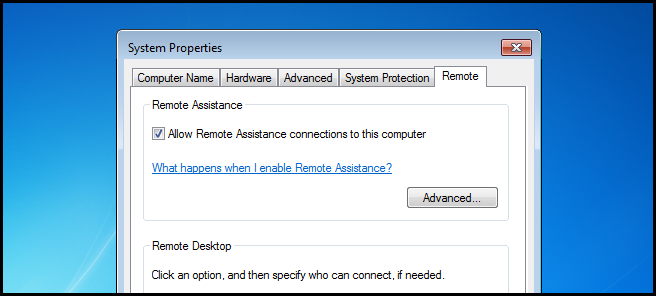 System Properties
Computer Name Hardware Advanced System Protection Remote
Remote Assistance
Allow Remote Assistance connections to this computer
What happens when I enable Remote Assistance?
Advanced...
Remote Desktop
Click an option, and then specify who can connect, if needed.